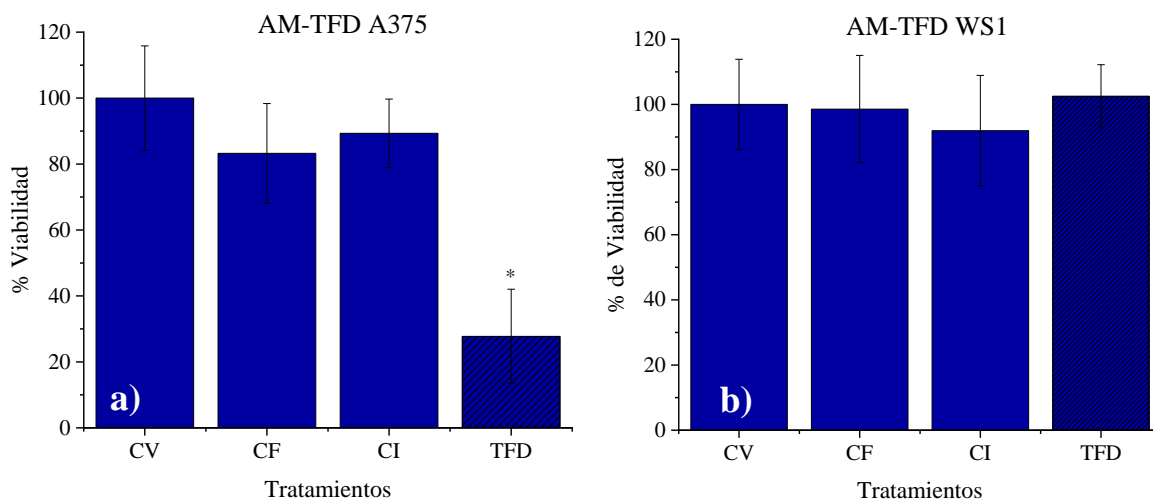 AM-TFD A375
120
100
80
60
40
20
0
% Viabilidad
*
a)
CV CF CI TFD
Tratamientos
AM-TFD WS1
120
100
80
60
40
20
0
% de Viabilidad
b)
CV CF CI TFD
Tratamientos